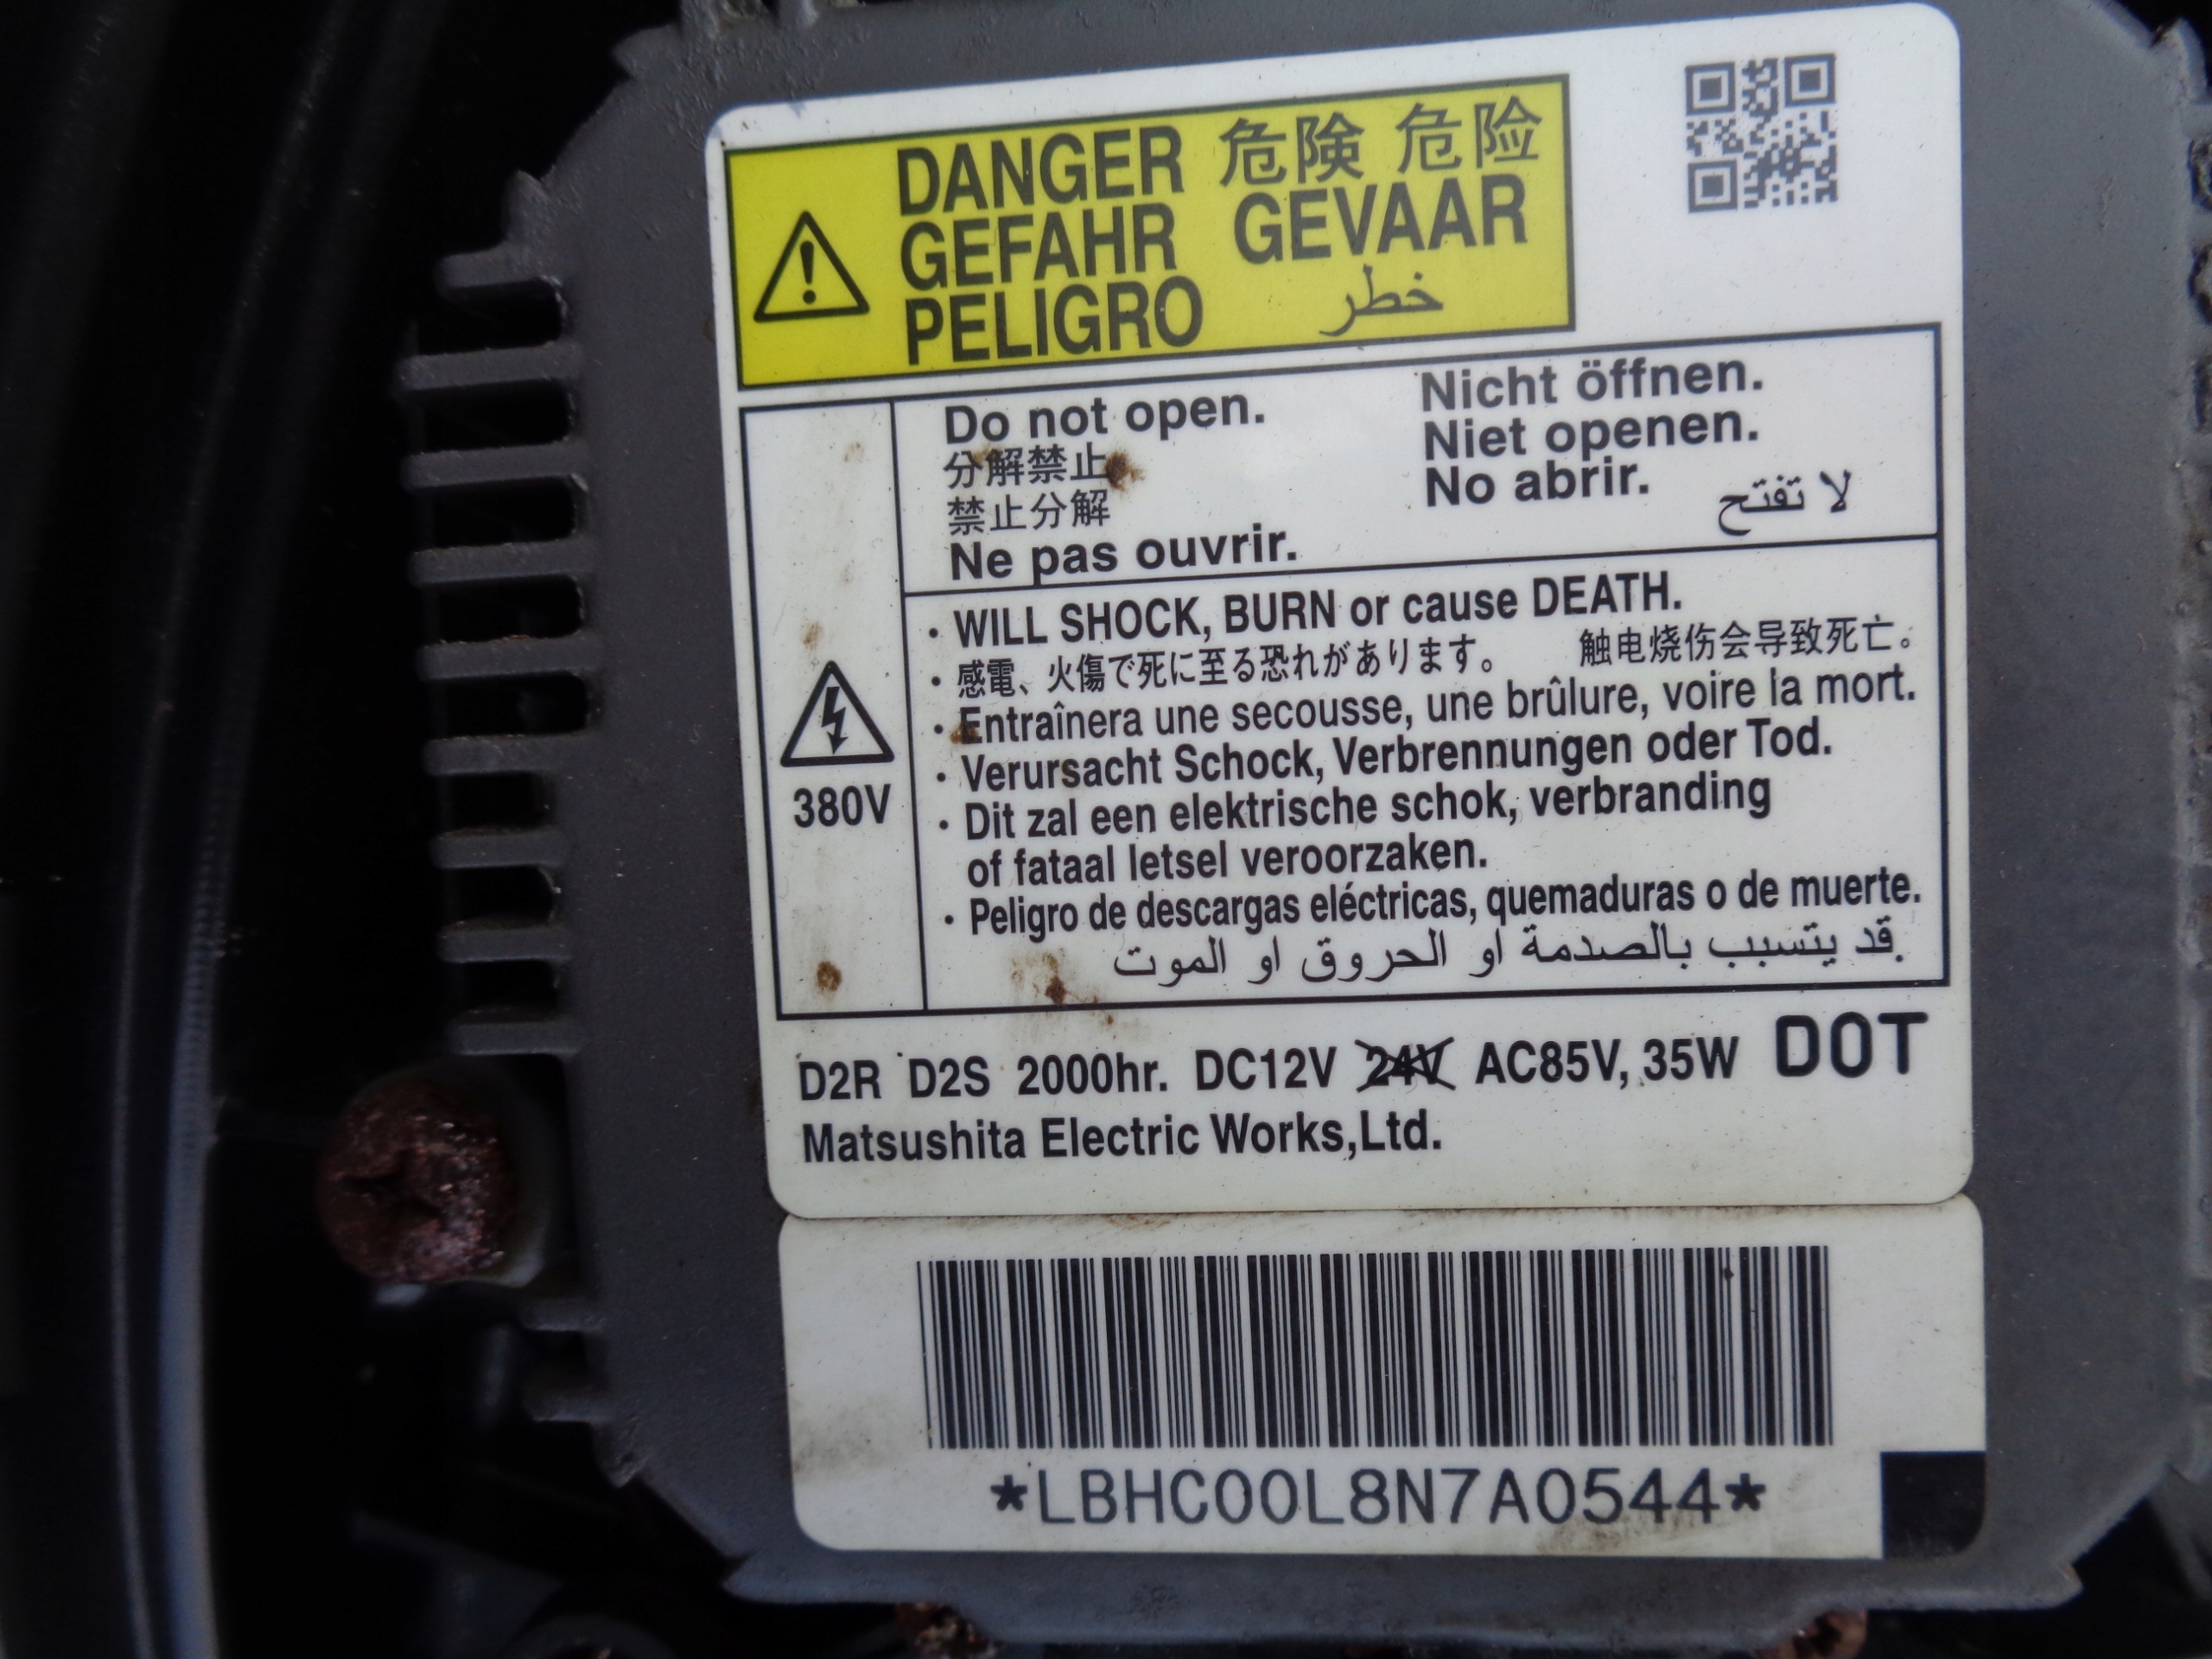 DANGER 危険 危险
GEFAHR GEVAAR
PELIGRO خطر
Do not open.
分解禁止
禁止分解
Ne pas ouvrir.
Nicht öffnen.
Niet openen.
No abrir. لا تفتح
380V
· WILL SHOCK, BURN or cause DEATH.
· 感電、火傷で死に至る恐れがあります。 触电烧伤会导致死亡。
· Entraînera une secousse, une brûlure, voire la mort.
· Verursacht Schock, Verbrennungen oder Tod.
· Dit zal een elektrische schok, verbranding
of fataal letsel veroorzaken.
· Peligro de descargas eléctricas, quemaduras o de muerte.
قد يتسبب بالصدمة او الحروق او الموت.
D2R D2S 2000hr. DC12V 24V AC85V, 35W DOT
Matsushita Electric Works,Ltd.
*LBHC00L8N7A0544*